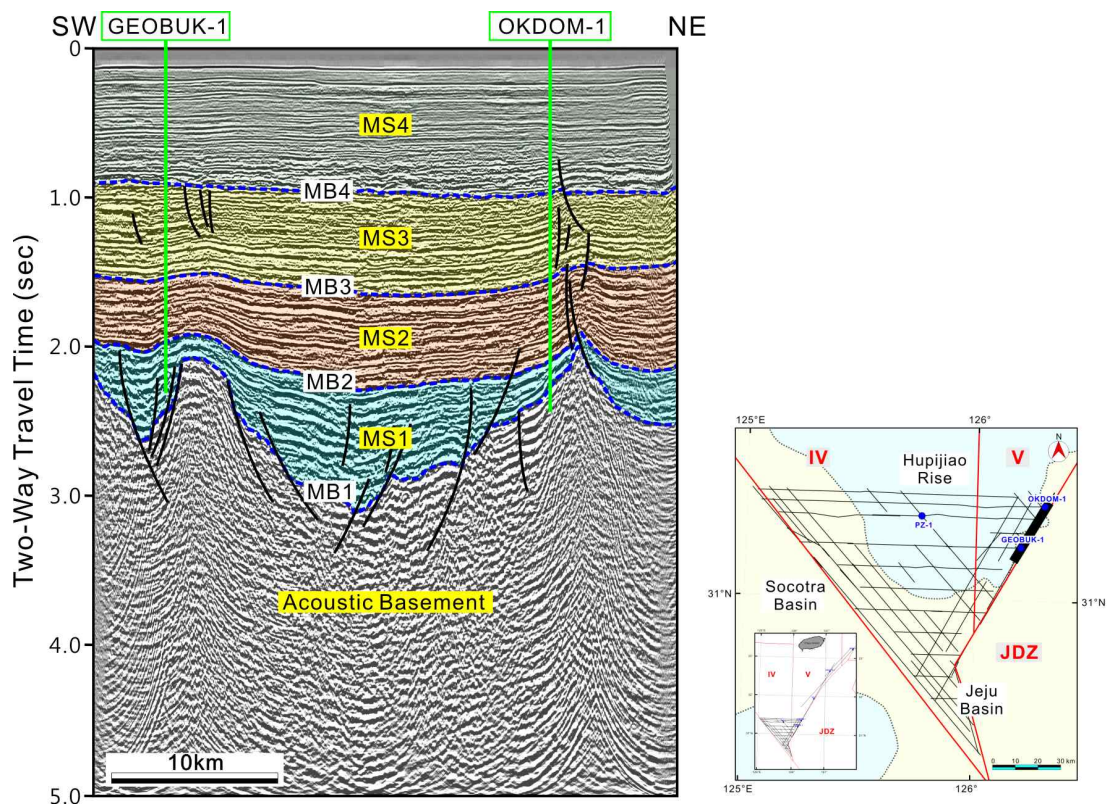 SW GEOBUK-1 OKDOM-1 NE
0
MS4
1.0
MB4
MS3
MB3
MS2
2.0
MB2
MS1
MB1
3.0
Two-Way Travel Time (sec)
Acoustic Basement
4.0
10km
5.0
125°E 126°
IV V N
Hupijiao
Rise
OKDOM-1
PZ-1
GEOBUK-1
31°N 31°N
Socotra
Basin
JDZ
Jeju
Basin
IV V
JDZ
0 10 20 30 km
125°E 126°